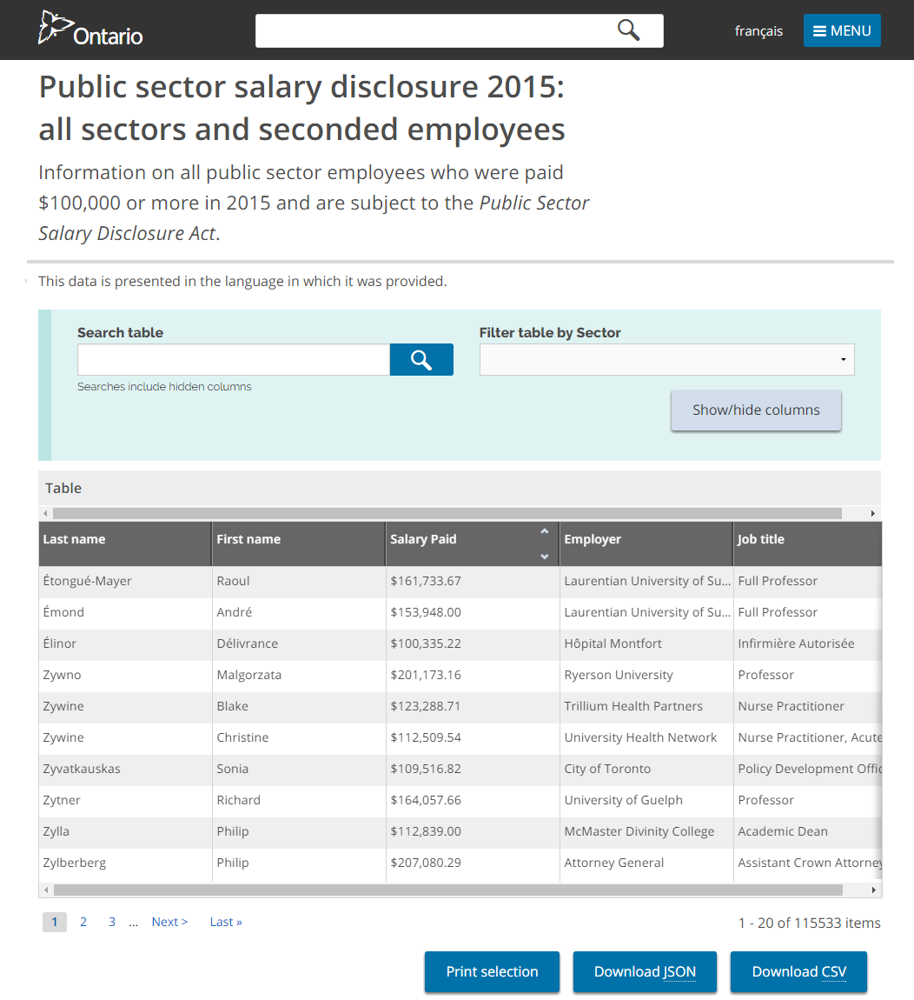 Ontario
français
MENU
Public sector salary disclosure 2015:
all sectors and seconded employees
Information on all public sector employees who were paid
$100,000 or more in 2015 and are subject to the Public Sector
Salary Disclosure Act.
This data is presented in the language in which it was provided.
Search table
Filter table by Sector
Searches include hidden columns
Show/hide columns
Table
Last name First name Salary Paid Employer Job title
Étongué-Mayer Raoul $161,733.67 Laurentian University of Su... Full Professor
Émond André $153,948.00 Laurentian University of Su... Full Professor
Élinor Délivrance $100,335.22 Hôpital Montfort Infirmière Autorisée
Zywno Malgorzata $201,173.16 Ryerson University Professor
Zywine Blake $123,288.71 Trillium Health Partners Nurse Practitioner
Zywine Christine $112,509.54 University Health Network Nurse Practitioner, Acute
Zyvatkauskas Sonia $109,516.82 City of Toronto Policy Development Offic
Zytner Richard $164,057.66 University of Guelph Professor
Zylla Philip $112,839.00 McMaster Divinity College Academic Dean
Zylberberg Philip $207,080.29 Attorney General Assistant Crown Attorney
1 2 3 ... Next > Last » 1 - 20 of 115533 items
Print selection Download JSON Download CSV